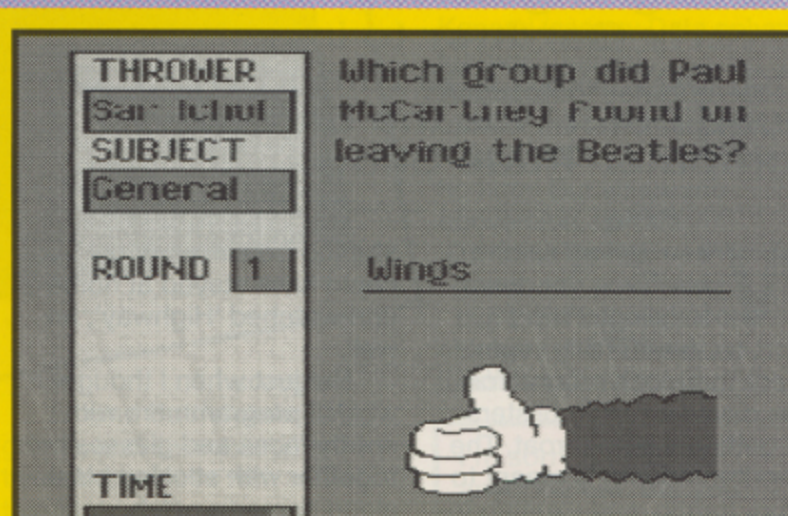 THROWER
SUBJECT
General
ROUND 1
TIME
Which group did Paul
McCartney found on
leaving the Beatles?
Wings